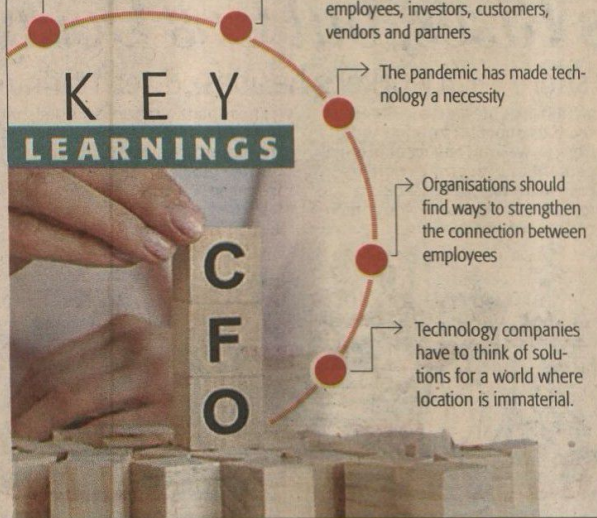 employees, investors, customers,
vendors and partners
KEY
LEARNINGS
The pandemic has made tech-
nology a necessity
Organisations should
find ways to strengthen
the connection between
employees
C
F
O
Technology companies
have to think of solu-
tions for a world where
location is immaterial.